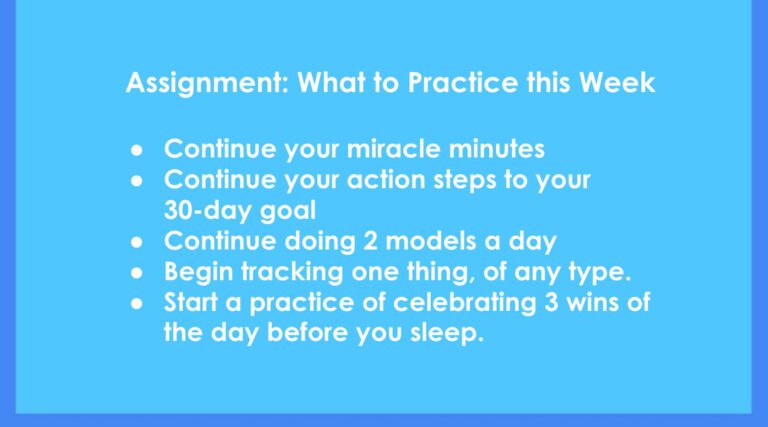 Assignment: What to Practice this Week
● Continue your miracle minutes
● Continue your action steps to your
30-day goal
● Continue doing 2 models a day
● Begin tracking one thing, of any type.
● Start a practice of celebrating 3 wins of
the day before you sleep.